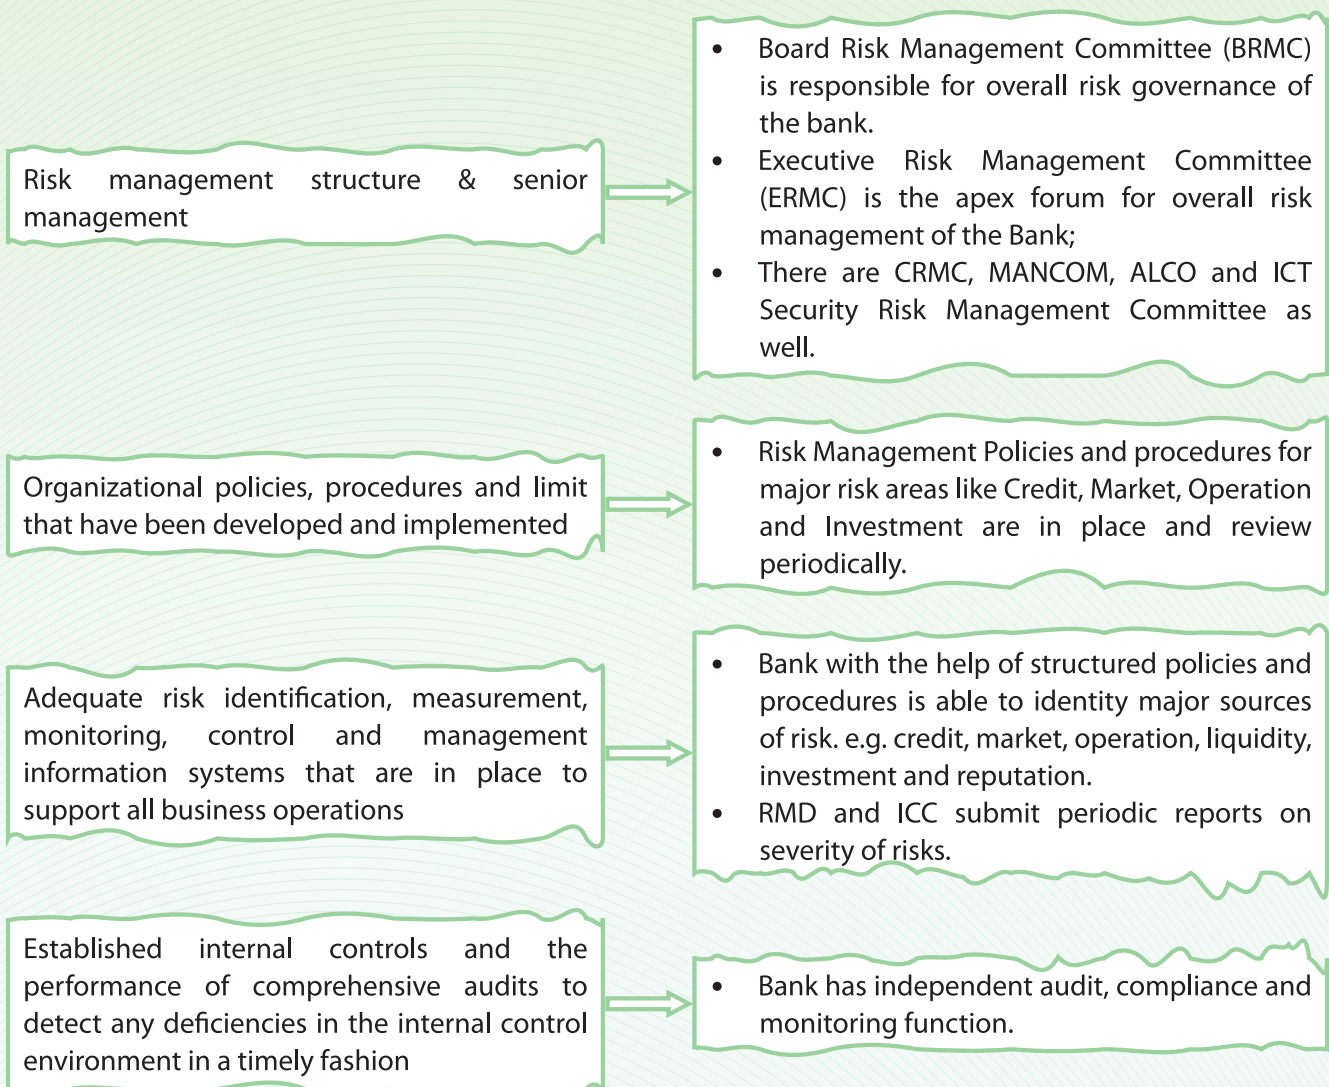 Risk management structure & senior
management
• Board Risk Management Committee (BRMC)
is responsible for overall risk governance of
the bank.
• Executive Risk Management Committee
(ERMC) is the apex forum for overall risk
management of the Bank;
• There are CRMC, MANCOM, ALCO and ICT
Security Risk Management Committee as
well.
Organizational policies, procedures and limit
that have been developed and implemented
• Risk Management Policies and procedures for
major risk areas like Credit, Market, Operation
and Investment are in place and review
periodically.
Adequate risk identification, measurement,
monitoring, control and management
information systems that are in place to
support all business operations
• Bank with the help of structured policies and
procedures is able to identity major sources
of risk. e.g. credit, market, operation, liquidity,
investment and reputation.
• RMD and ICC submit periodic reports on
severity of risks.
Established internal controls and the
performance of comprehensive audits to
detect any deficiencies in the internal control
environment in a timely fashion
• Bank has independent audit, compliance and
monitoring function.